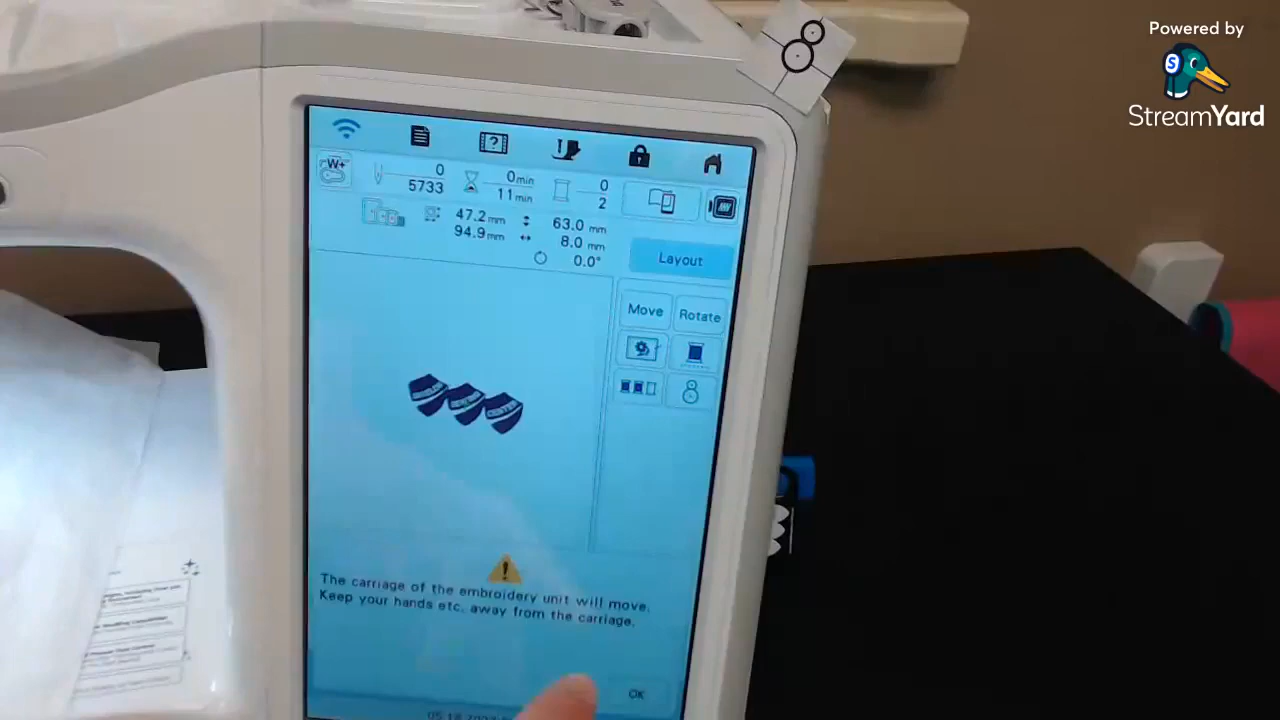 Powered by
StreamYard
W+
0
5733
0min
11min
0
2
47.2 mm
94.9 mm
63.0 mm
8.0 mm
0.0°
Layout
Move
Rotate
The carriage of the embroidery unit will move.
Keep your hands etc. away from the carriage.
OK